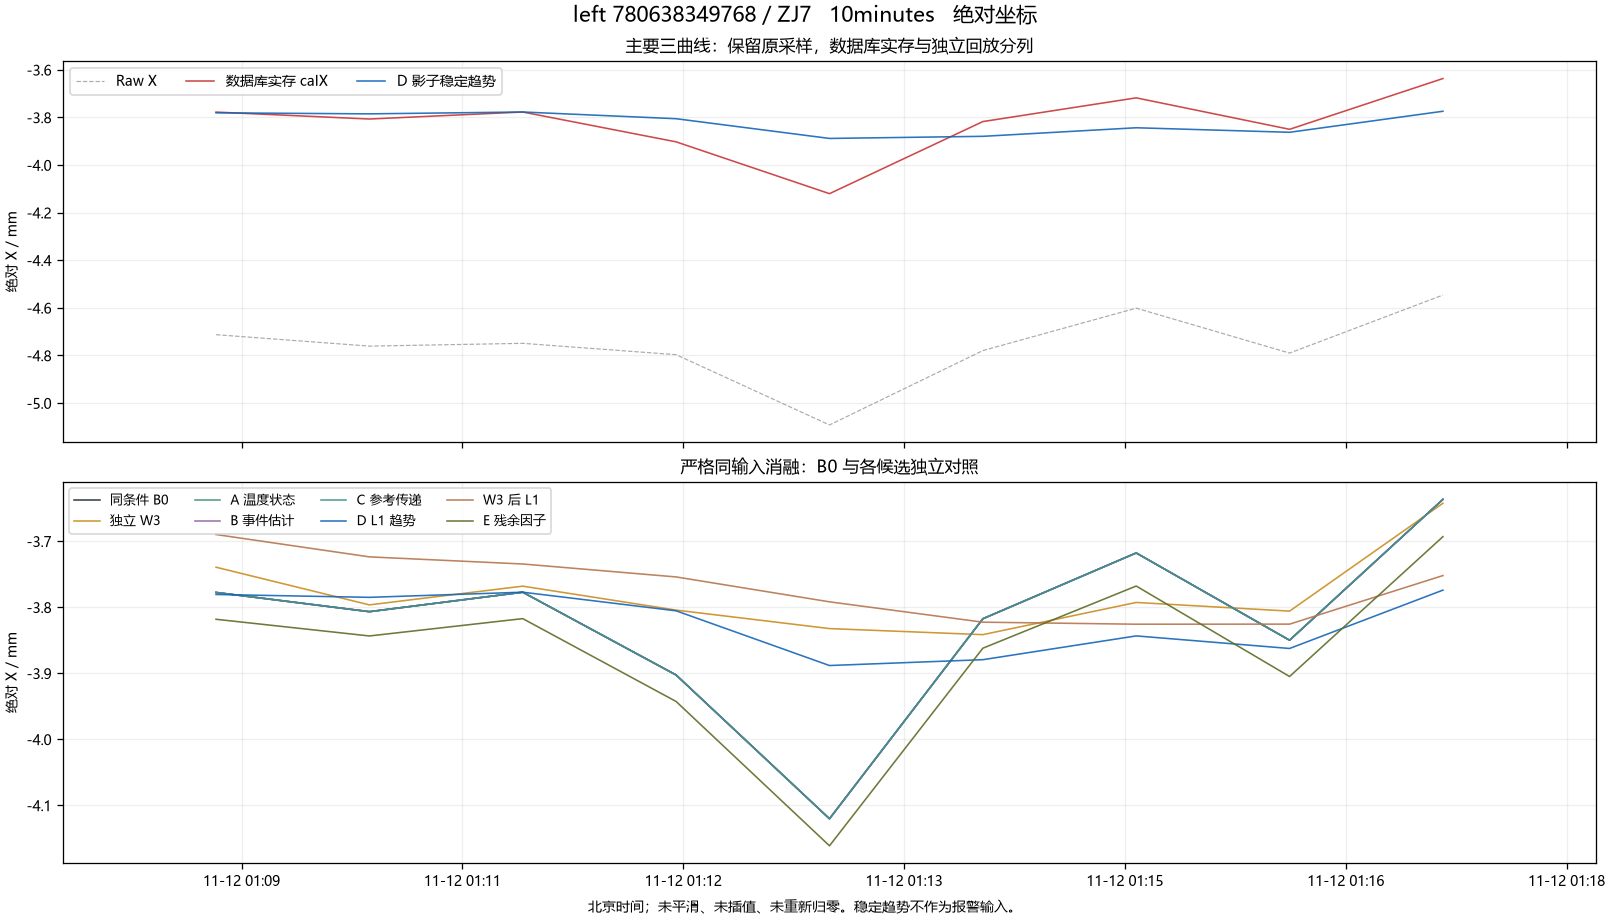 left 780638349768 / ZJ7   10minutes   绝对坐标
主要三曲线：保留原采样，数据库实存与独立回放分列
Raw X   数据库实存 calX   D 影子稳定趋势
-3.6
-3.8
-4.0
-4.2
-4.4
-4.6
-4.8
-5.0
绝对 X / mm
严格同输入消融：B0 与各候选独立对照
同条件 B0   A 温度状态   C 参考传递   W3 后 L1
独立 W3   B 事件估计   D L1 趋势   E 残余因子
-3.7
-3.8
-3.9
-4.0
-4.1
绝对 X / mm
11-12 01:09   11-12 01:11   11-12 01:12   11-12 01:13   11-12 01:15   11-12 01:16   11-12 01:18
北京时间；未平滑、未插值、未重新归零。稳定趋势不作为报警输入。